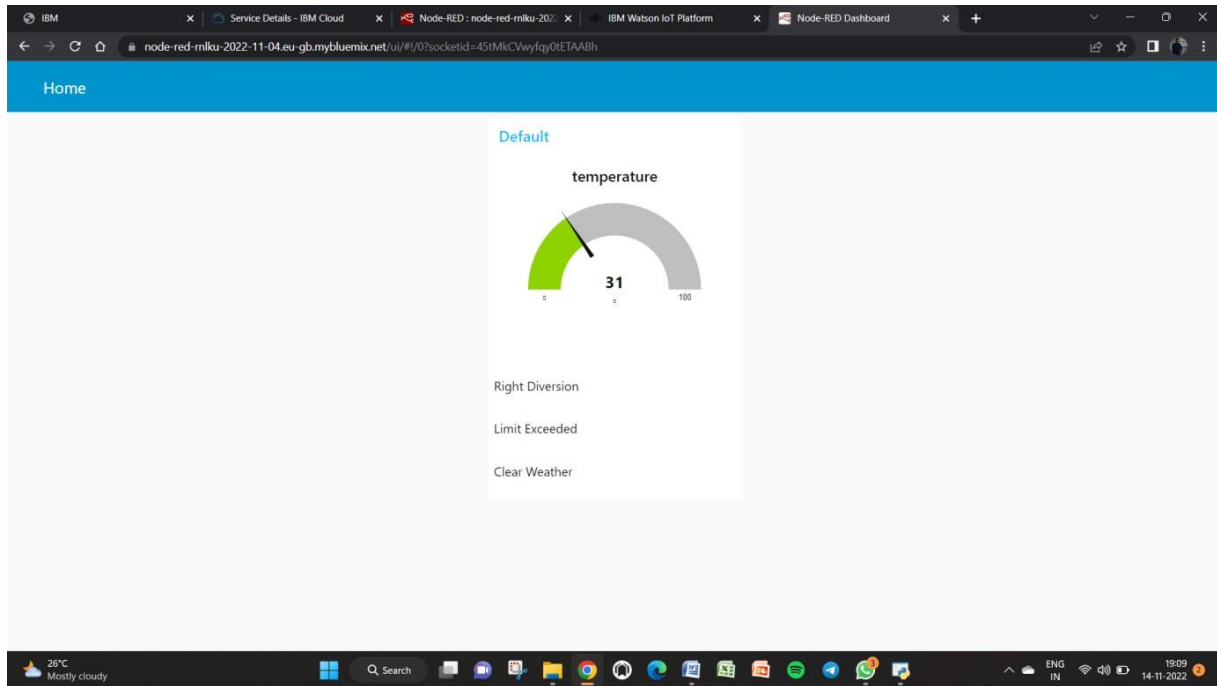 IBM
Service Details - IBM Cloud
Node-RED : node-red-rnlku-202
IBM Watson IoT Platform
Node-RED Dashboard
node-red-rnlku-2022-11-04.eu-gb.mybluemix.net/ui/#!/0?socketid=45tMkCVwyfqy0tETAABh
Home
Default
temperature
31
0
c
100
Right Diversion
Limit Exceeded
Clear Weather
26°C
Mostly cloudy
Search
3
ENG
IN
19:09
14-11-2022
2